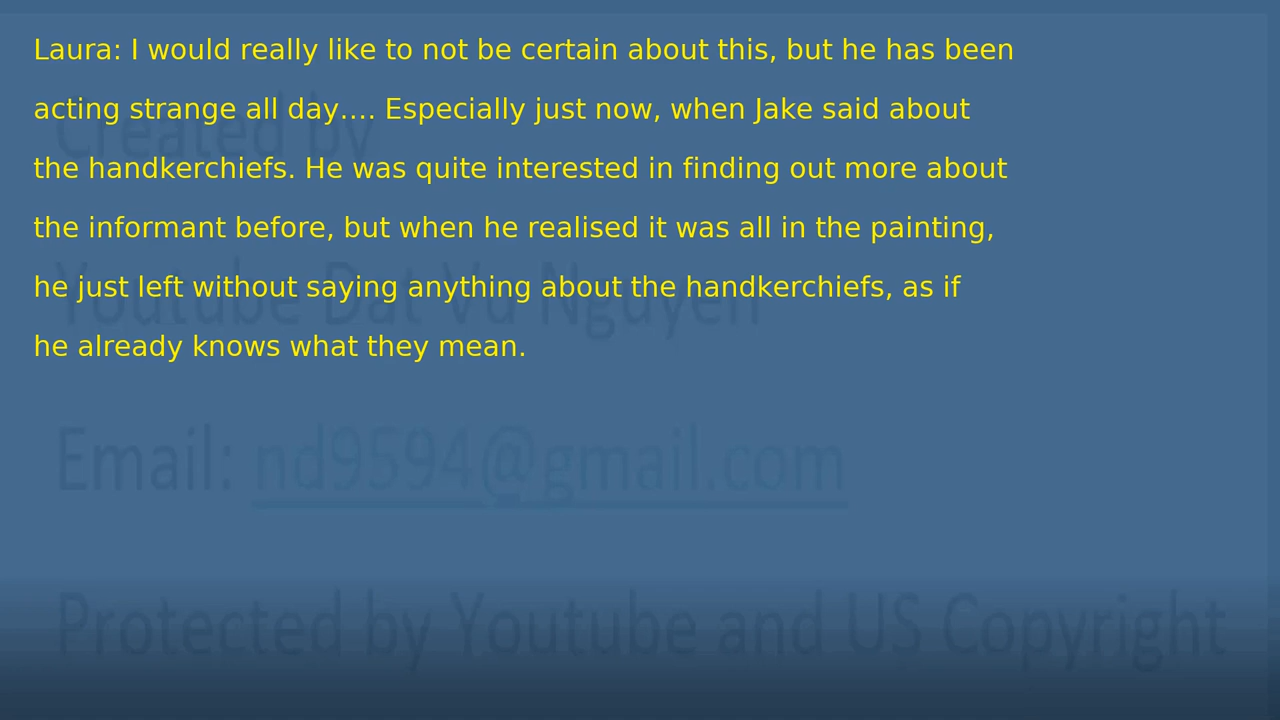 Laura: I would really like to not be certain about this, but he has been
acting strange all day.... Especially just now, when Jake said about
Created by
the handkerchiefs. He was quite interested in finding out more about
the informant before, but when he realised it was all in the painting,
he just left without saying anything about the handkerchiefs, as if
Youtube Dat Vu Nguyen
he already knows what they mean.
Email: nd9594@gmail.com
Protected by Youtube and US Copyright